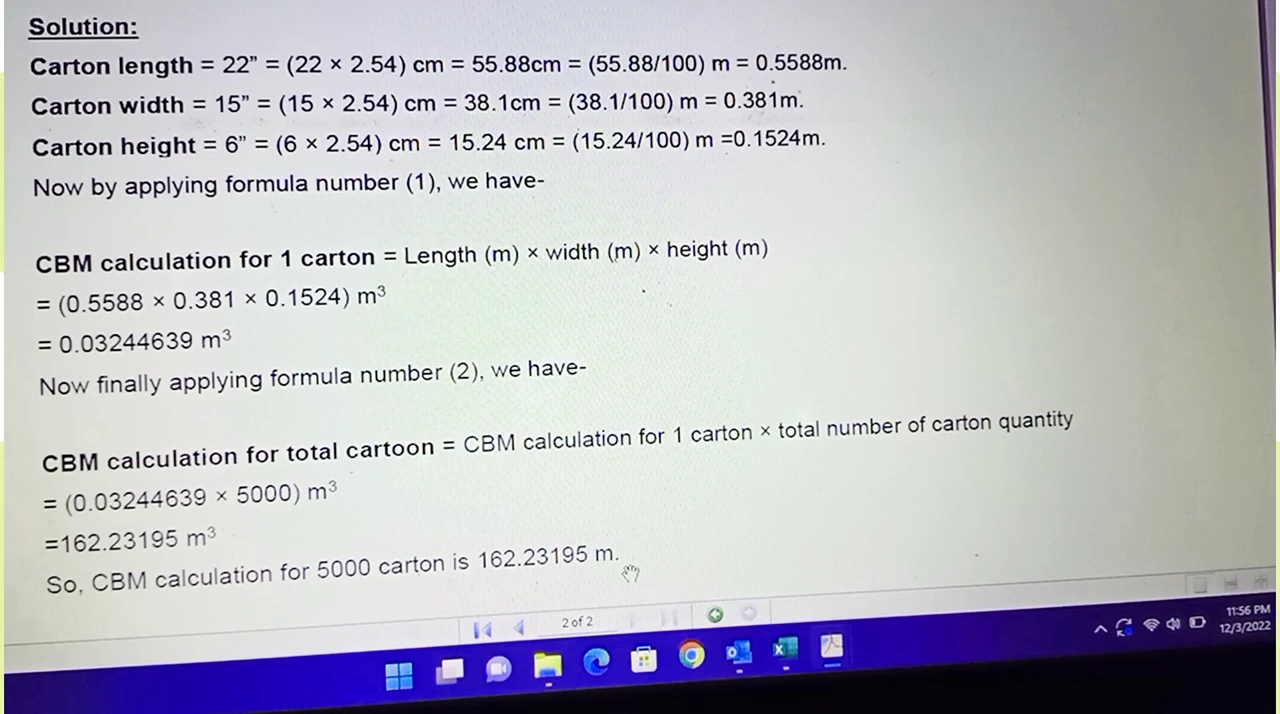 Solution:
Carton length = 22” = (22 × 2.54) cm = 55.88cm = (55.88/100) m = 0.5588m.
Carton width = 15” = (15 × 2.54) cm = 38.1cm = (38.1/100) m = 0.381m.
Carton height = 6” = (6 × 2.54) cm = 15.24 cm = (15.24/100) m =0.1524m.
Now by applying formula number (1), we have-
CBM calculation for 1 carton = Length (m) × width (m) × height (m)
= (0.5588 × 0.381 × 0.1524) m³
= 0.03244639 m³
Now finally applying formula number (2), we have-
CBM calculation for total cartoon = CBM calculation for 1 carton × total number of carton quantity
= (0.03244639 × 5000) m³
=162.23195 m³
So, CBM calculation for 5000 carton is 162.23195 m.
2 of 2
11:56 PM
12/3/2022